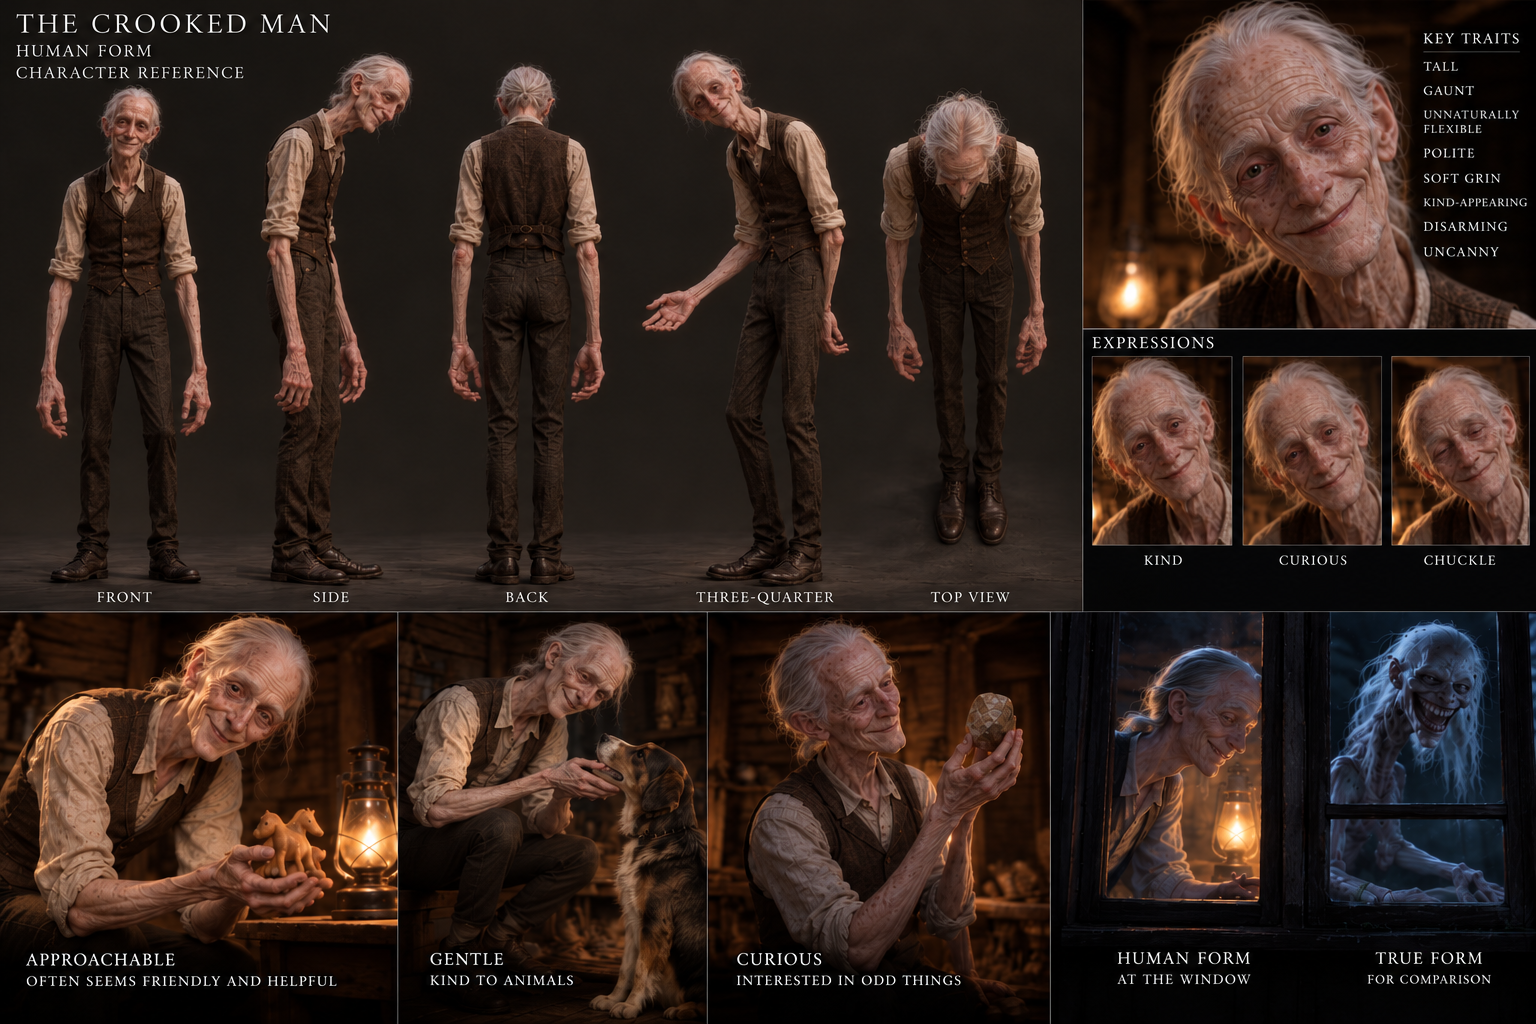 THE CROOKED MAN
HUMAN FORM
CHARACTER REFERENCE
FRONT
SIDE
BACK
THREE-QUARTER
TOP VIEW
KEY TRAITS
TALL
GAUNT
UNNATURALLY
FLEXIBLE
POLITE
SOFT GRIN
KIND-APPEARING
DISARMING
UNCANNY
EXPRESSIONS
KIND
CURIOUS
CHUCKLE
APPROACHABLE
OFTEN SEEMS FRIENDLY AND HELPFUL
GENTLE
KIND TO ANIMALS
CURIOUS
INTERESTED IN ODD THINGS
HUMAN FORM
AT THE WINDOW
TRUE FORM
FOR COMPARISON